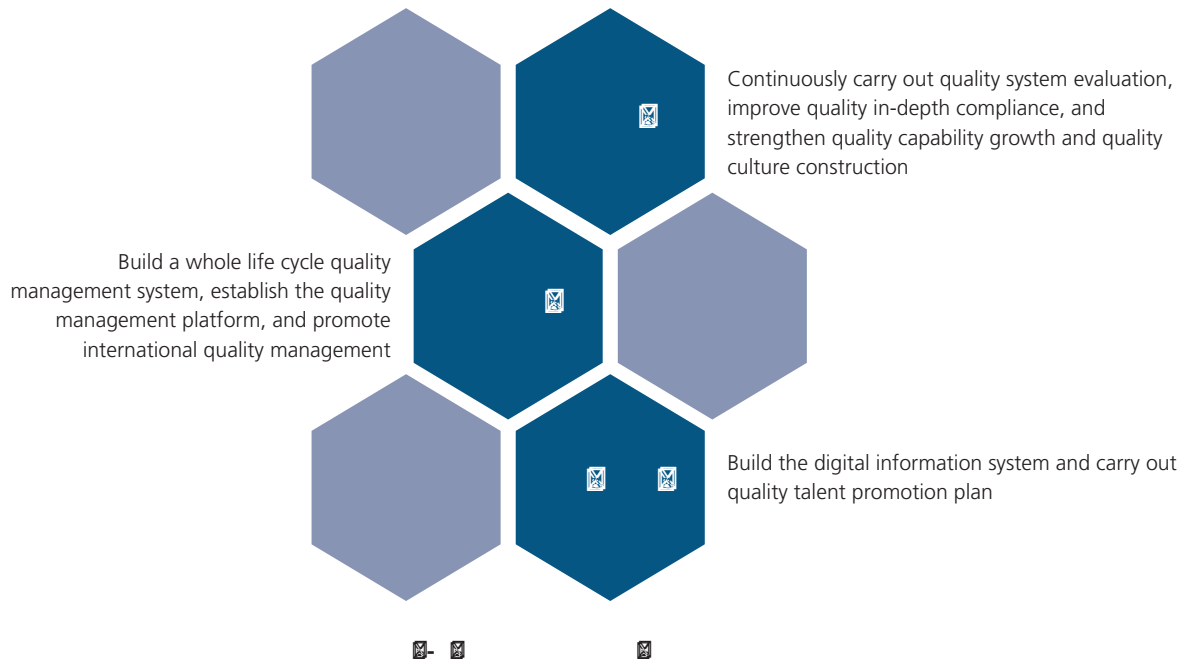 Continuously carry out quality system evaluation,
improve quality in-depth compliance, and
strengthen quality capability growth and quality
culture construction
Build a whole life cycle quality
management system, establish the quality
management platform, and promote
international quality management
Build the digital information system and carry out
quality talent promotion plan